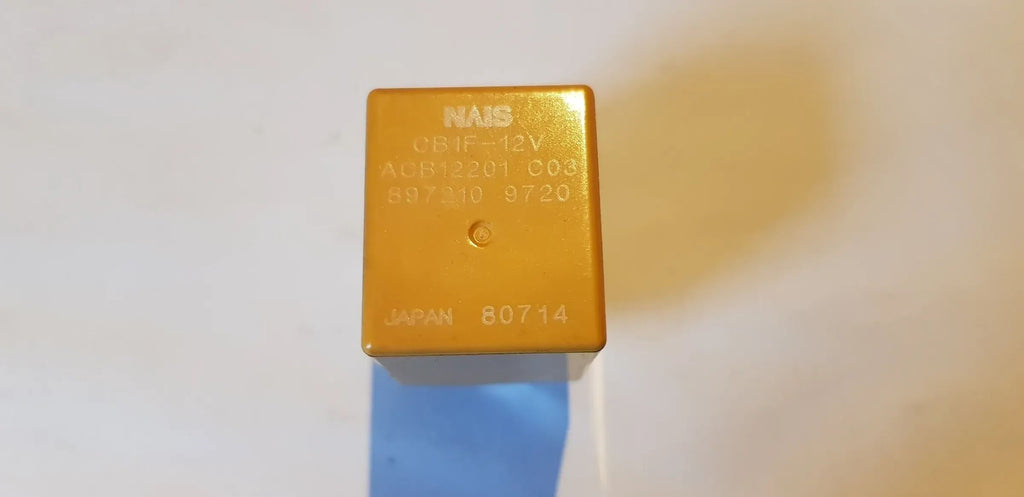 NAIS
CB1F-12V
ACB12201 C03
897210 9720
JAPAN 80714